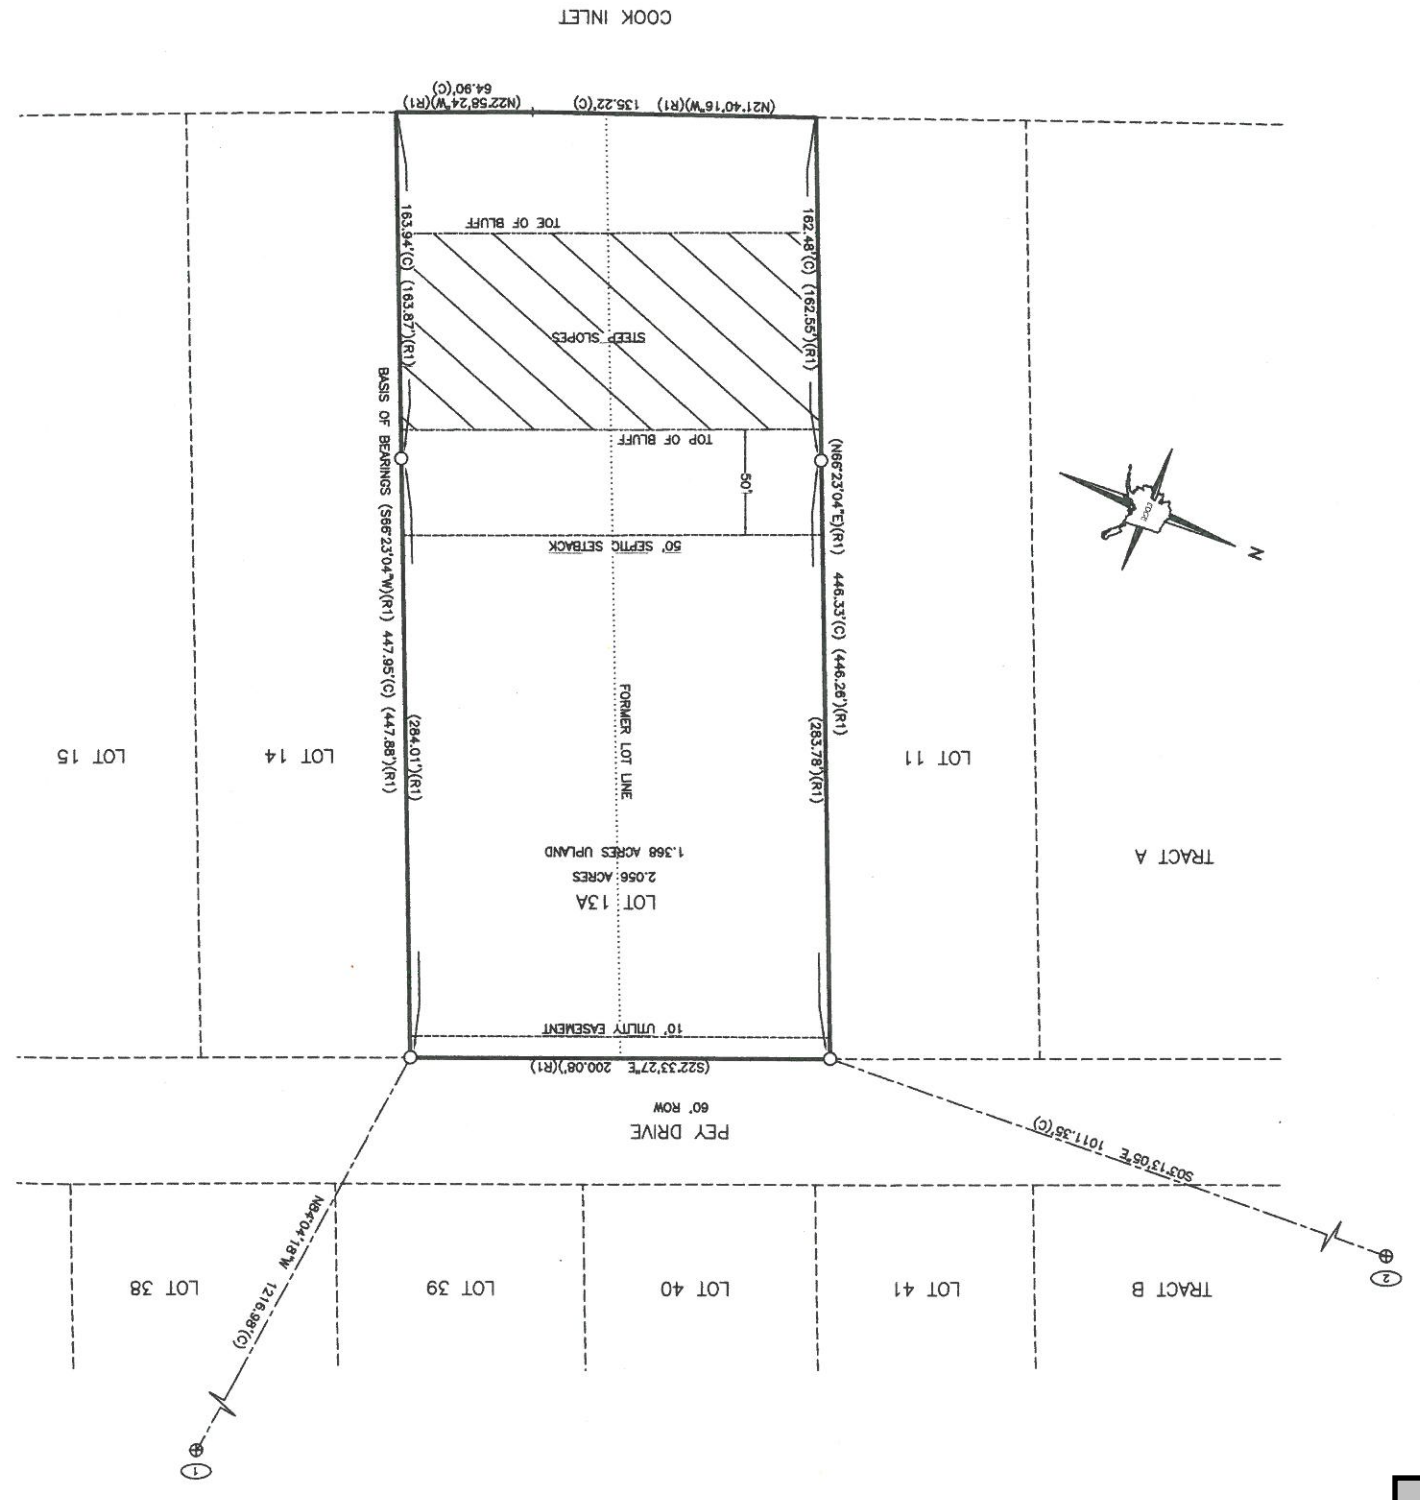 2
1
TRACT B
LOT 41
LOT 40
LOT 39
LOT 38
S03°13'05"E 1011.35'(C)
N84°04'18"W 1216.98'(C)
PEY DRIVE
60' ROW
(S22°33'27"E 200.08')(R1)
10' UTILITY EASEMENT
LOT 13A
2.056 ACRES
1.368 ACRES UPLAND
TRACT A
LOT 11
LOT 14
LOT 15
FORMER LOT LINE
(283.78')(R1)
(284.01')(R1)
(N66°23'04"E)(R1) 446.33'(C) (446.26')(R1)
BASIS OF BEARINGS (S66°23'04"W)(R1) 447.95'(C) (447.88')(R1)
N
EDGE
50' SEPTIC SETBACK
50'
TOP OF BLUFF
STEEP SLOPES
TOE OF BLUFF
162.48'(C) (162.55')(R1)
163.94'(C) (163.87')(R1)
(N21°40'16"W)(R1) 135.22'(C)
(N22°58'24"W)(R1)
64.90'(C)
COOK INLET